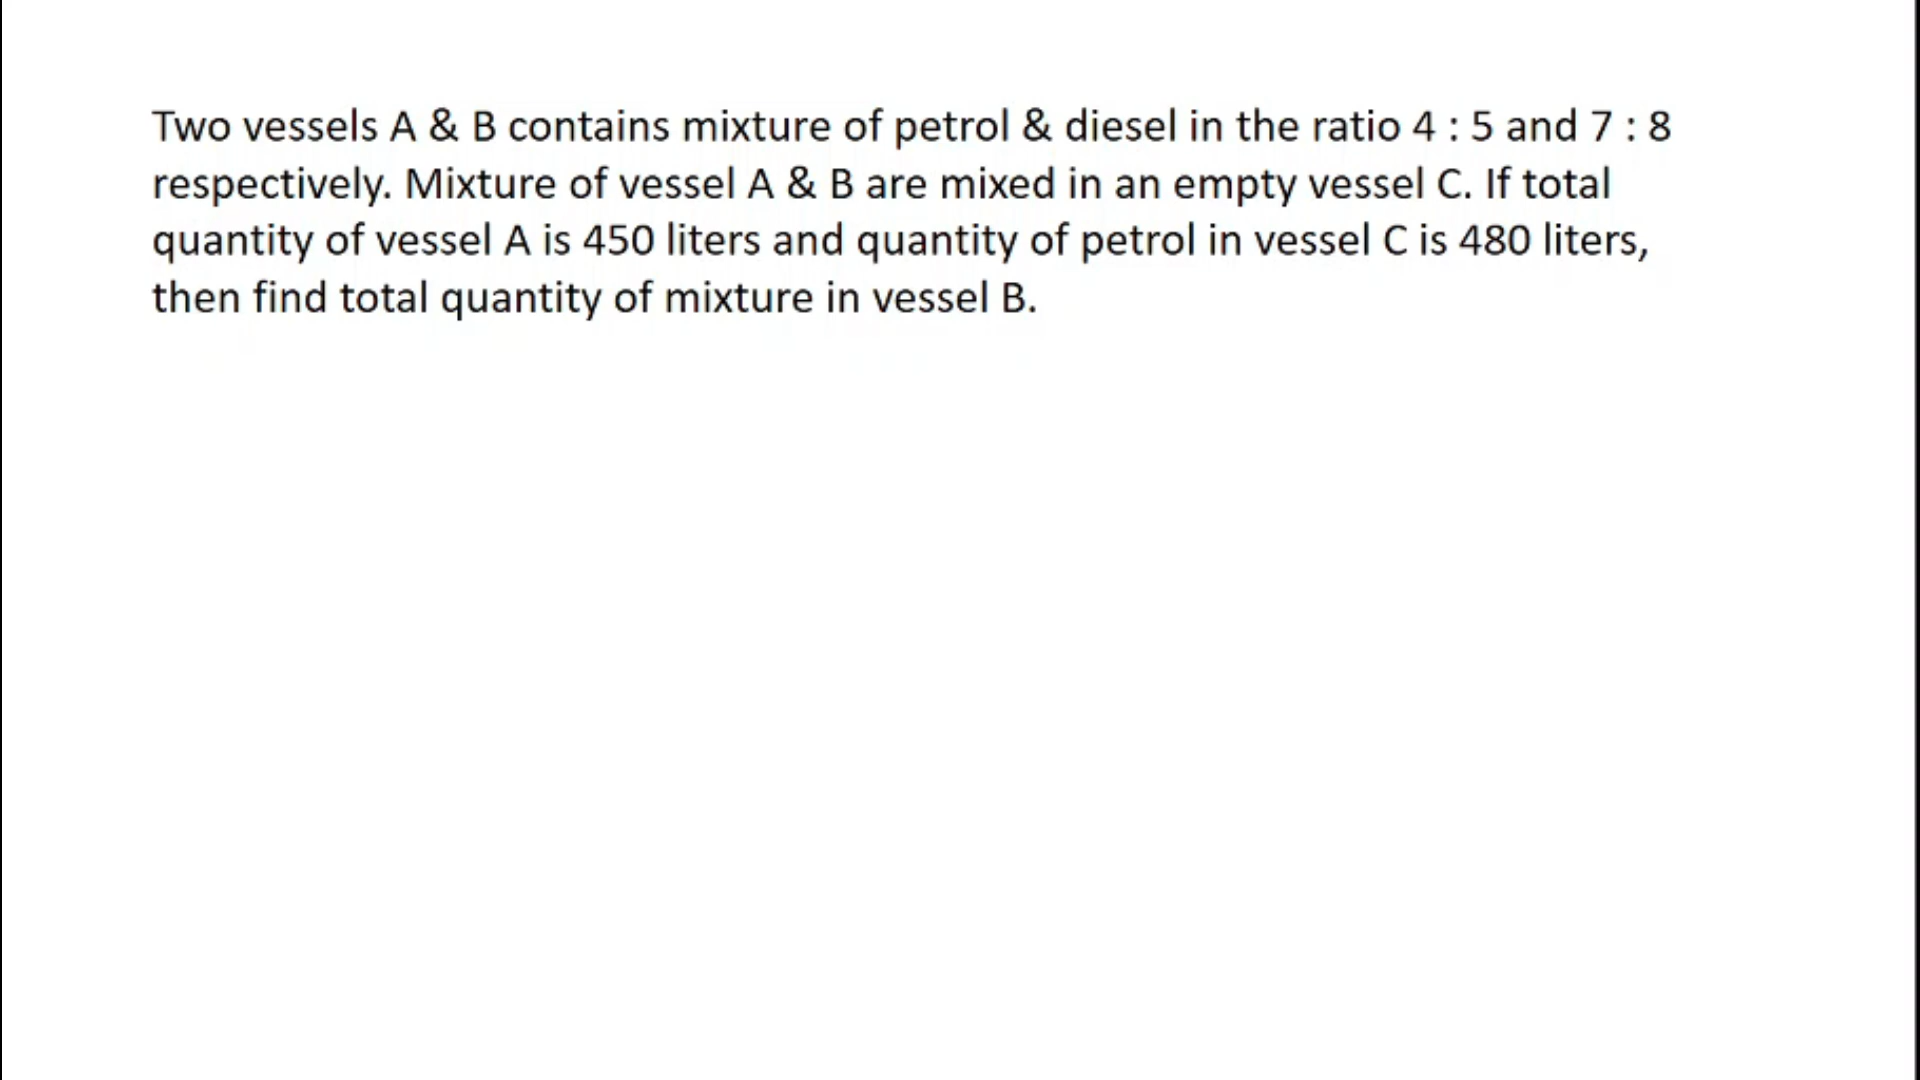 Two vessels A & B contains mixture of petrol & diesel in the ratio 4 : 5 and 7 : 8
respectively. Mixture of vessel A & B are mixed in an empty vessel C. If total
quantity of vessel A is 450 liters and quantity of petrol in vessel C is 480 liters,
then find total quantity of mixture in vessel B.